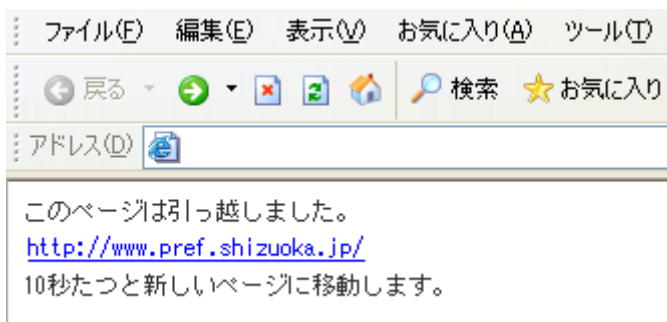 ファイル(F) 編集(E) 表示(V) お気に入り(A) ツール(T)
戻る 検索 お気に入り
アドレス(D)
このページは引っ越しました。
http://www.pref.shizuoka.jp/
10秒たつと新しいページに移動します。